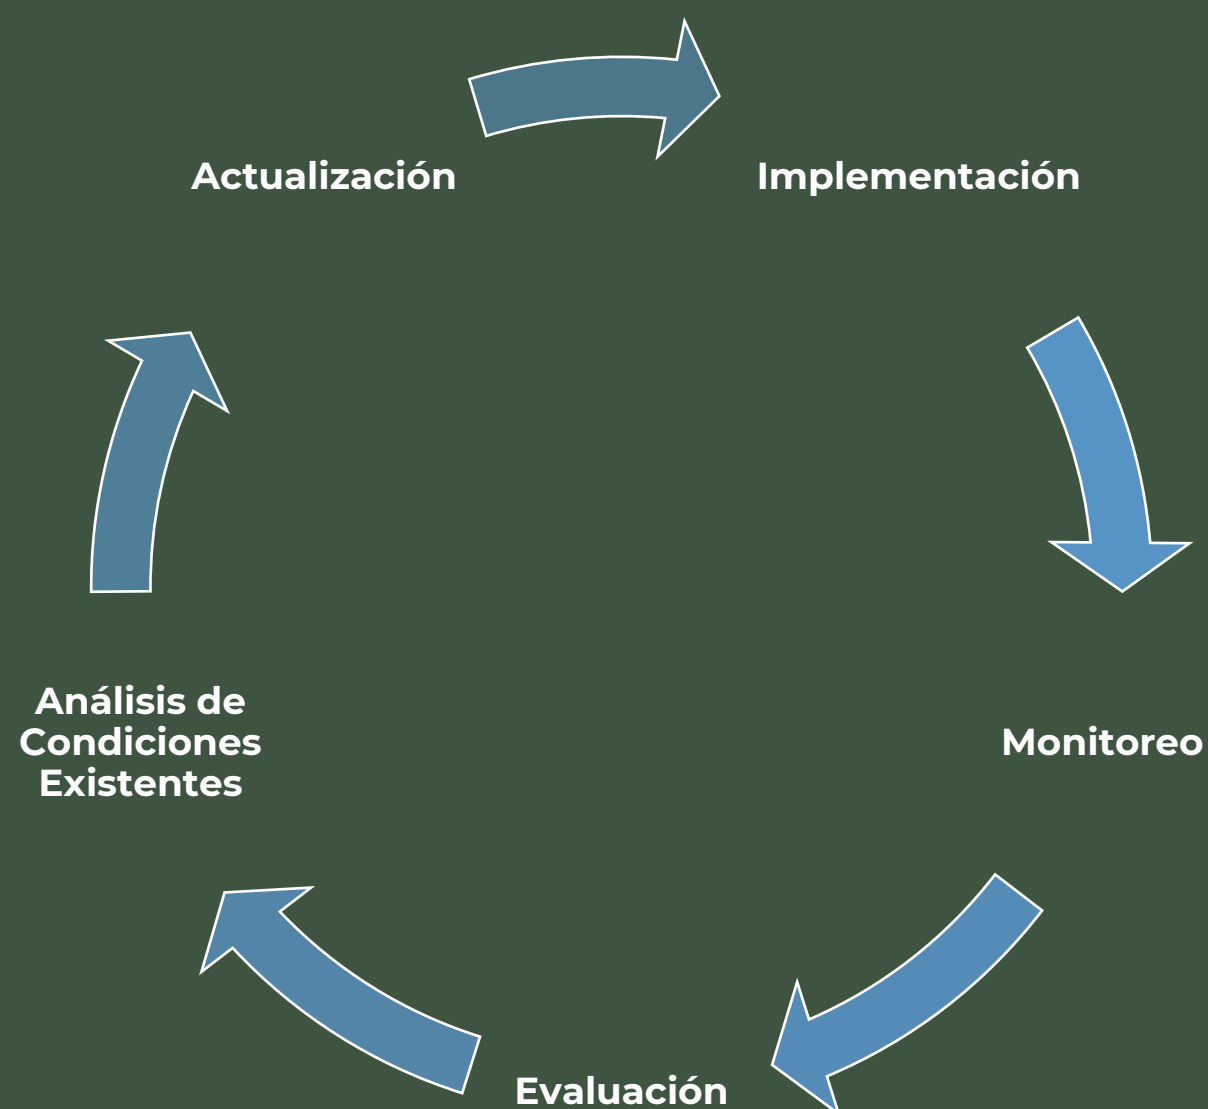 Actualización
Implementación
Análisis de
Condiciones
Existentes
Monitoreo
Evaluación